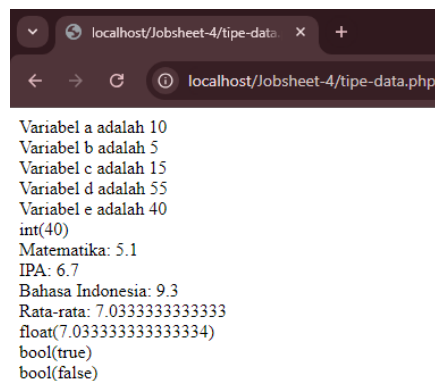 localhost/Jobsheet-4/tipe-data.
localhost/Jobsheet-4/tipe-data.php
Variabel a adalah 10
Variabel b adalah 5
Variabel c adalah 15
Variabel d adalah 55
Variabel e adalah 40
int(40)
Matematika: 5.1
IPA: 6.7
Bahasa Indonesia: 9.3
Rata-rata: 7.0333333333333
float(7.033333333333334)
bool(true)
bool(false)